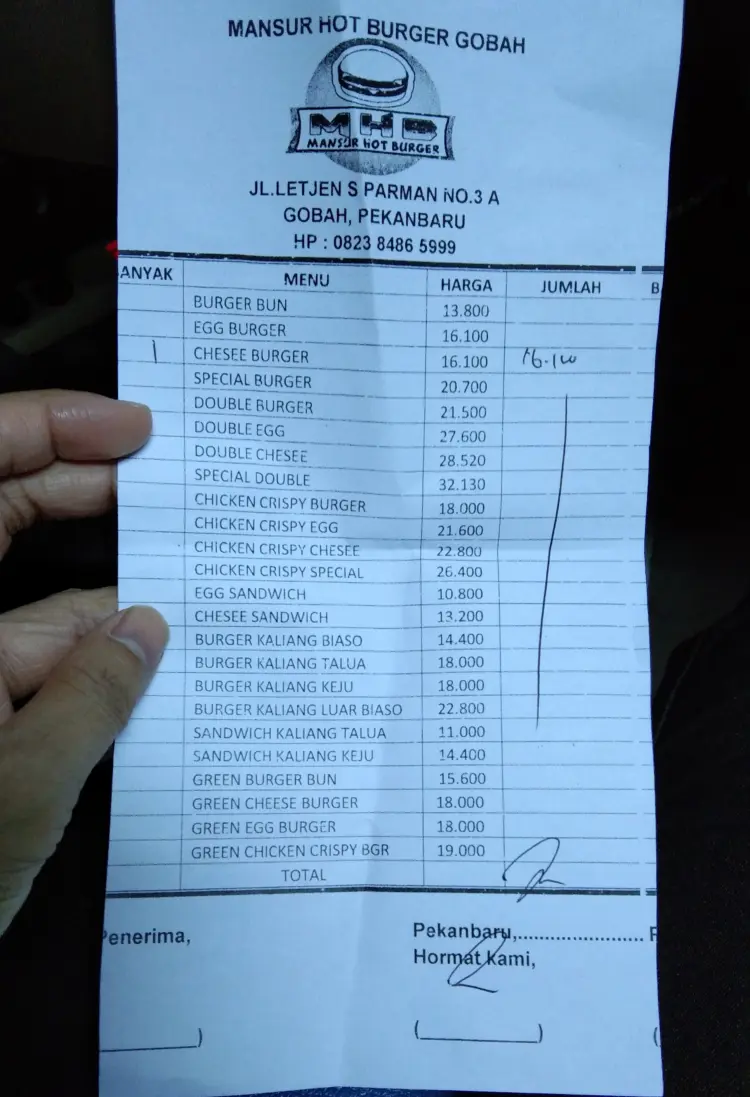 MANSUR HOT BURGER GOBAH
MHB
MANSUR HOT BURGER
JL.LETJEN S PARMAN NO.3 A
GOBAH, PEKANBARU
HP : 0823 8486 5999
ANYAK MENU HARGA JUMLAH B
BURGER BUN 13.800
EGG BURGER 16.100
1 CHESEE BURGER 16.100 16.100
SPECIAL BURGER 20.700
DOUBLE BURGER 21.500
DOUBLE EGG 27.600
DOUBLE CHESEE 28.520
SPECIAL DOUBLE 32.130
CHICKEN CRISPY BURGER 18.000
CHICKEN CRISPY EGG 21.600
CHICKEN CRISPY CHESEE 22.800
CHICKEN CRISPY SPECIAL 26.400
EGG SANDWICH 10.800
CHESEE SANDWICH 13.200
BURGER KALIANG BIASO 14.400
BURGER KALIANG TALUA 18.000
BURGER KALIANG KEJU 18.000
BURGER KALIANG LUAR BIASO 22.800
SANDWICH KALIANG TALUA 11.000
SANDWICH KALIANG KEJU 14.400
GREEN BURGER BUN 15.600
GREEN CHEESE BURGER 18.000
GREEN EGG BURGER 18.000
GREEN CHICKEN CRISPY BGR 19.000
TOTAL
Penerima, Pekanbaru,...................... P
Hormat kami,